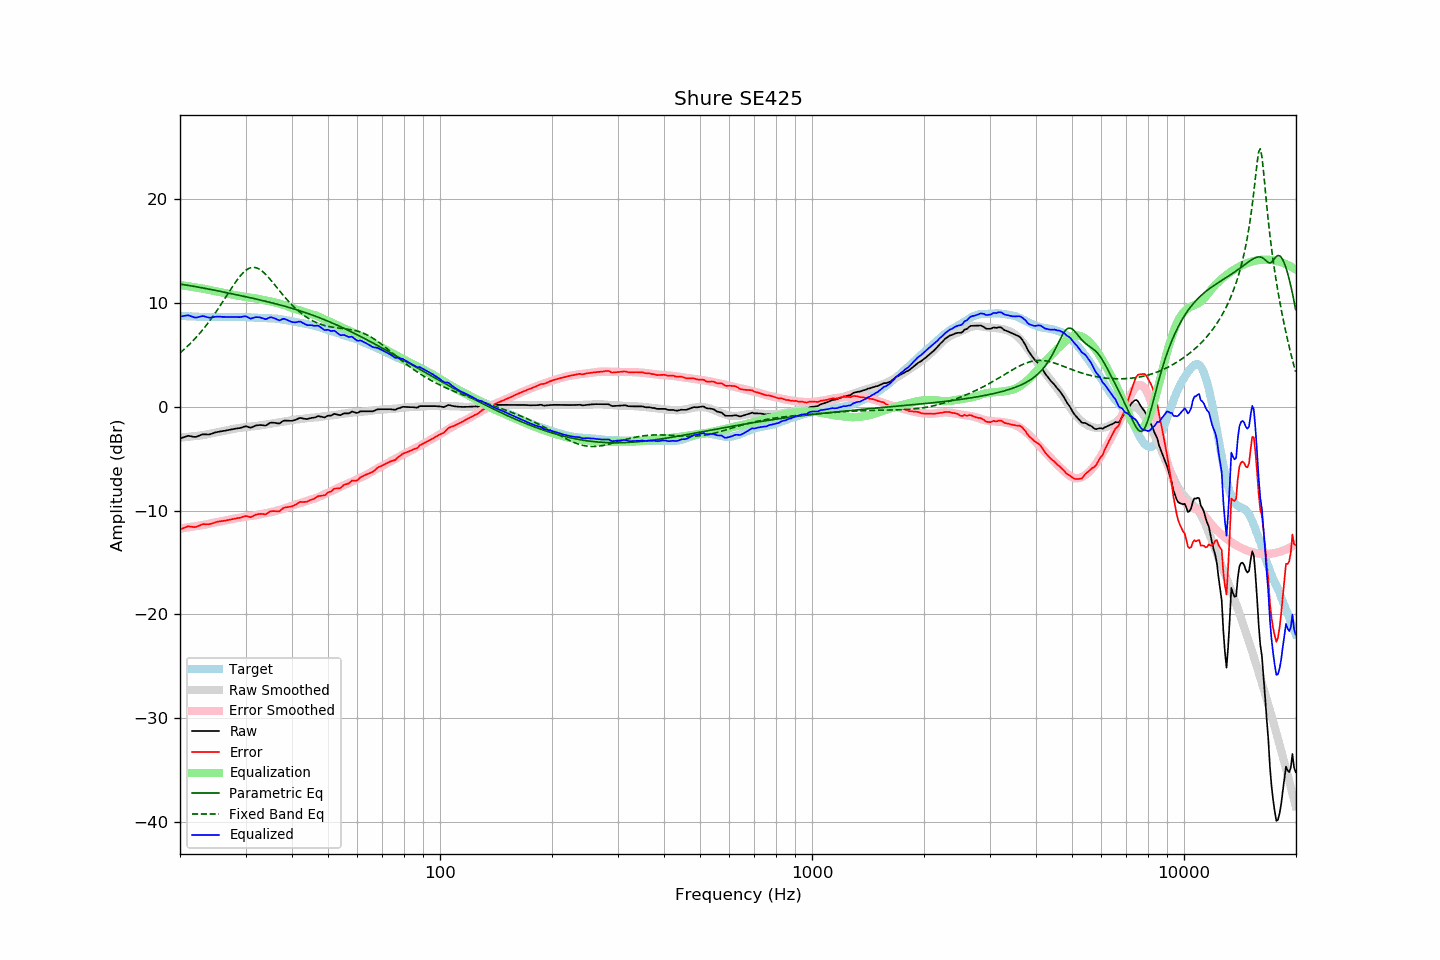 Shure SE425
Amplitude (dBr)
20
10
0
−10
−20
−30
−40
Target
Raw Smoothed
Error Smoothed
Raw
Error
Equalization
Parametric Eq
Fixed Band Eq
Equalized
100
1000
10000
Frequency (Hz)